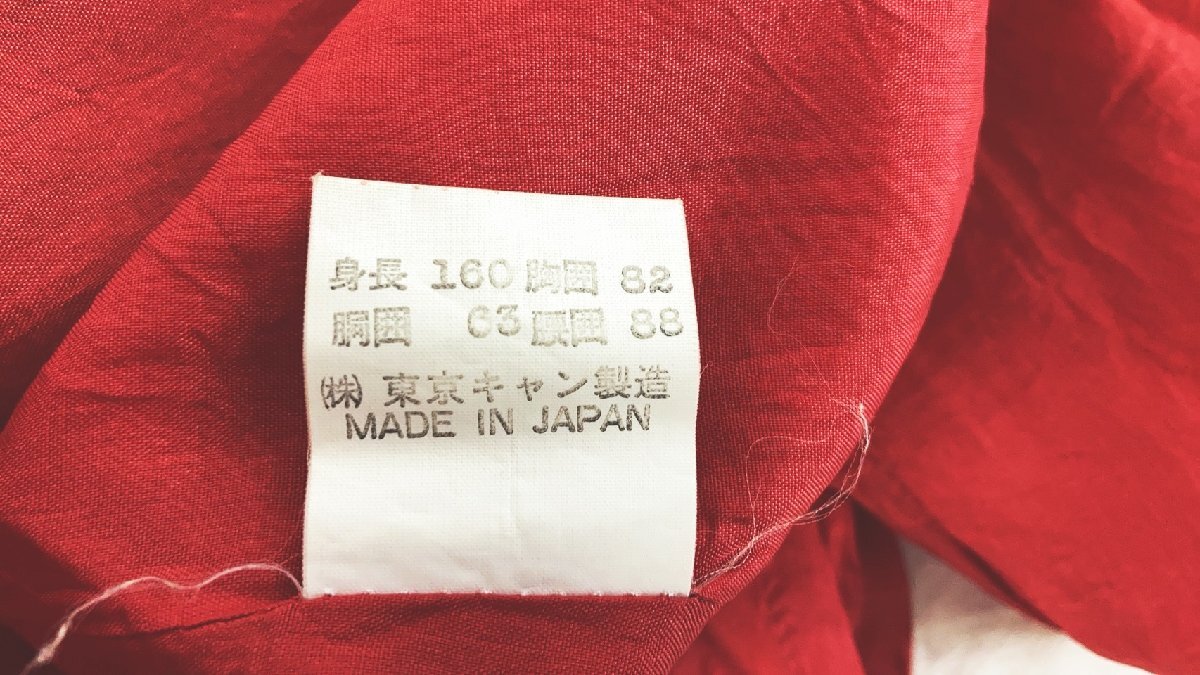 身長 160 胸囲 82
胴囲 63 腰囲 88
㈱ 東京キャン製造
MADE IN JAPAN